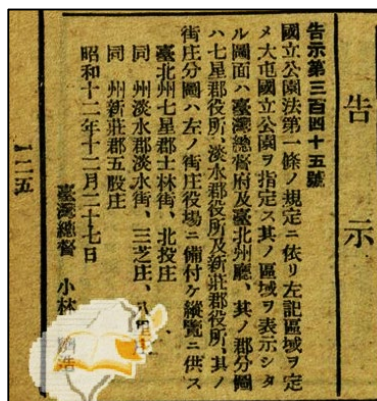 告示
告示第三百四十五號
國立公園法第一條ノ規定ニ依リ左記區域ヲ定
メ大屯國立公園ヲ指定ス其ノ區域ヲ表示シタ
ル圖面ハ臺灣總督府及臺北州廳、其ノ郡分圖
ハ七星郡役所、淡水郡役所及新莊郡役所、其ノ
街庄分圖ハ左ノ街庄役場ニ備付ケ縱覽ニ供ス
臺北州七星郡士林街、北投庄
同 州淡水郡淡水街、三芝庄、八里庄
同 州新莊郡五股庄
昭和十二年十二月二十七日
臺灣總督 小林 浩
一二五